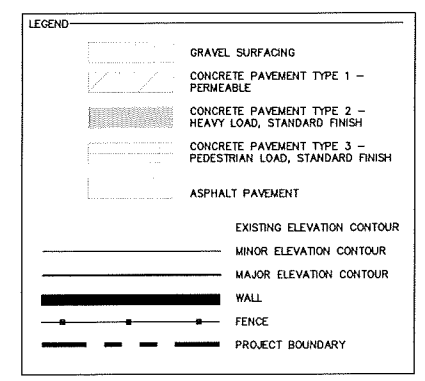 LEGEND
GRAVEL SURFACING
CONCRETE PAVEMENT TYPE 1 –
PERMEABLE
CONCRETE PAVEMENT TYPE 2 –
HEAVY LOAD, STANDARD FINISH
CONCRETE PAVEMENT TYPE 3 –
PEDESTRIAN LOAD, STANDARD FINISH
ASPHALT PAVEMENT
EXISTING ELEVATION CONTOUR
MINOR ELEVATION CONTOUR
MAJOR ELEVATION CONTOUR
WALL
FENCE
PROJECT BOUNDARY